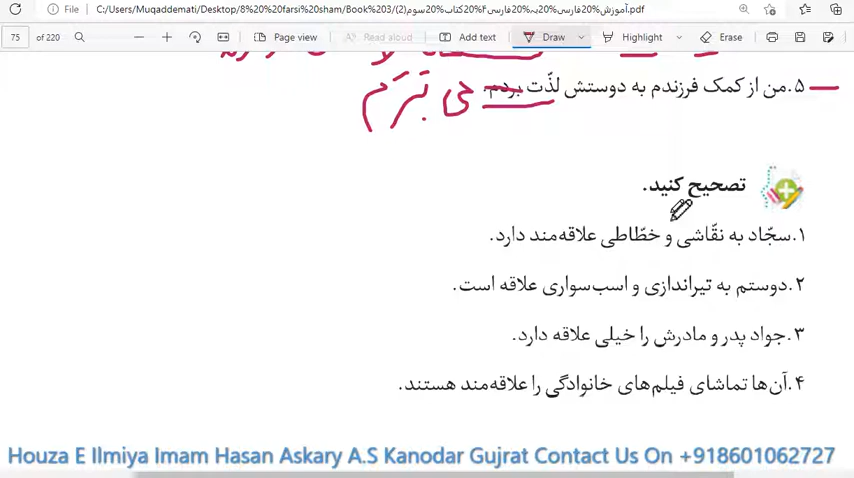 File
C:/Users/Muqaddemati/Desktop/8%20%20farsi%20sham/Book%203/(2)آموزش%20فارسی%20به%20فارسی۴%20کتاب%20سوم.pdf
75 of 220
Page view
Read aloud
Add text
Draw
Highlight
Erase
۵.من از کمک فرزندم به دوستش لذّت بردم.
می بَرَم
تصحیح کنید.
۱.سجّاد به نقّاشی و خطّاطی علاقه‌مند دارد.
۲.دوستم به تیراندازی و اسب‌سواری علاقه است.
۳.جواد پدر و مادرش را خیلی علاقه دارد.
۴.آن‌ها تماشای فیلم‌های خانوادگی را علاقه‌مند هستند.
Houza E Ilmiya Imam Hasan Askary A.S Kanodar Gujrat Contact Us On +918601062727